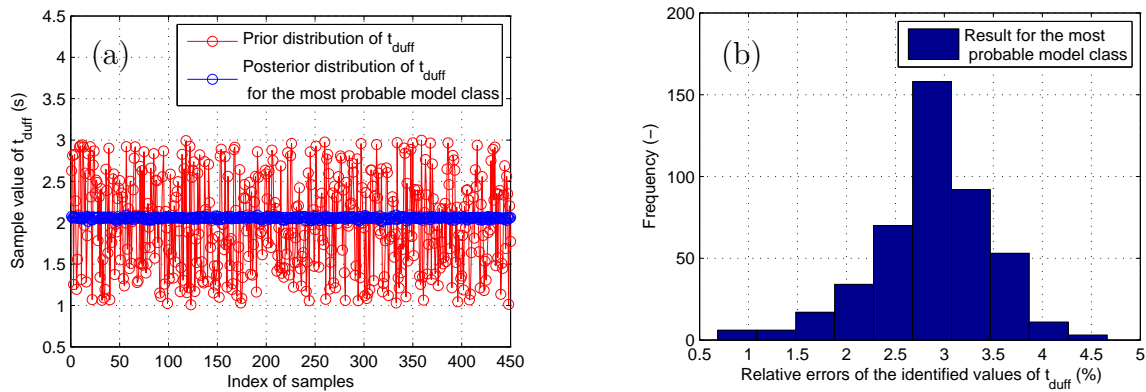 (a)
Prior distribution of t_duff
Posterior distribution of t_duff
for the most probable model class
Sample value of t_duff (s)
4.5
4
3.5
3
2.5
2
1.5
1
0.5
0 50 100 150 200 250 300 350 400 450
Index of samples
(b)
Result for the most
probable model class
Frequency (−)
200
150
100
50
0
0.5 1 1.5 2 2.5 3 3.5 4 4.5 5
Relative errors of the identified values of t_duff (%)